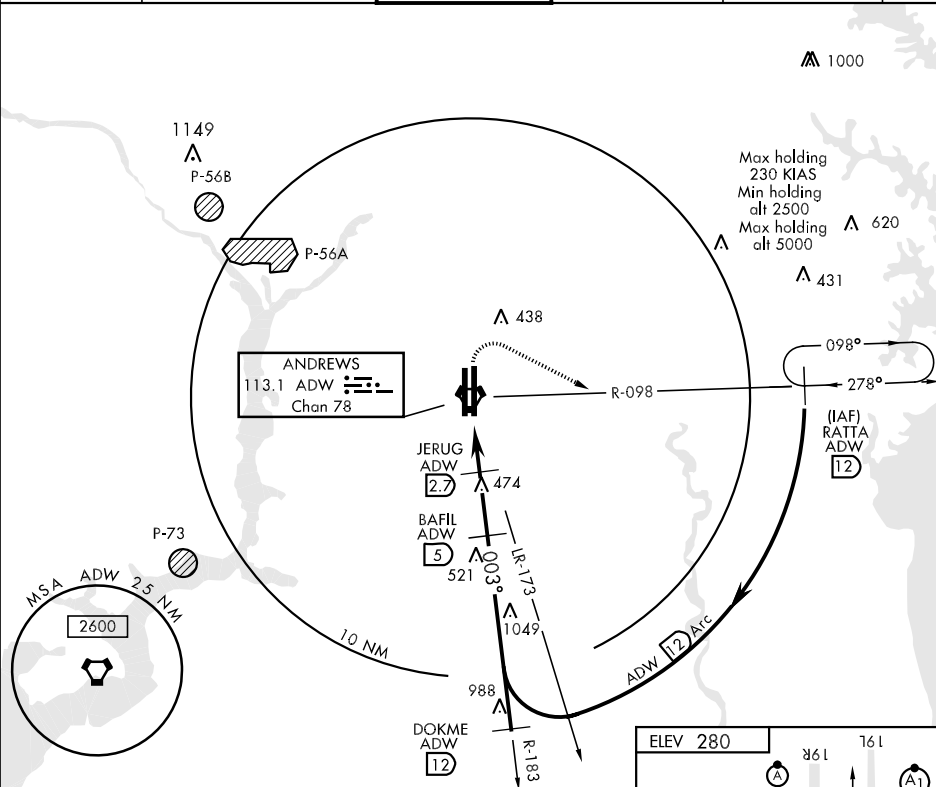 1000
1149
P-56B
P-56A
Max holding
230 KIAS
Min holding
alt 2500
Max holding
alt 5000
620
431
438
ANDREWS
113.1 ADW
Chan 78
R-098
098°
278°
(IAF)
RATTA
ADW
12
JERUG
ADW
2.7
474
BAFIL
ADW
5
521
003°
LR-173
1049
P-73
MSA ADW 25 NM
2600
10 NM
ADW 12 Arc
988
DOKME
ADW
12
R-183
ELEV 280
19R
19L
A
A1